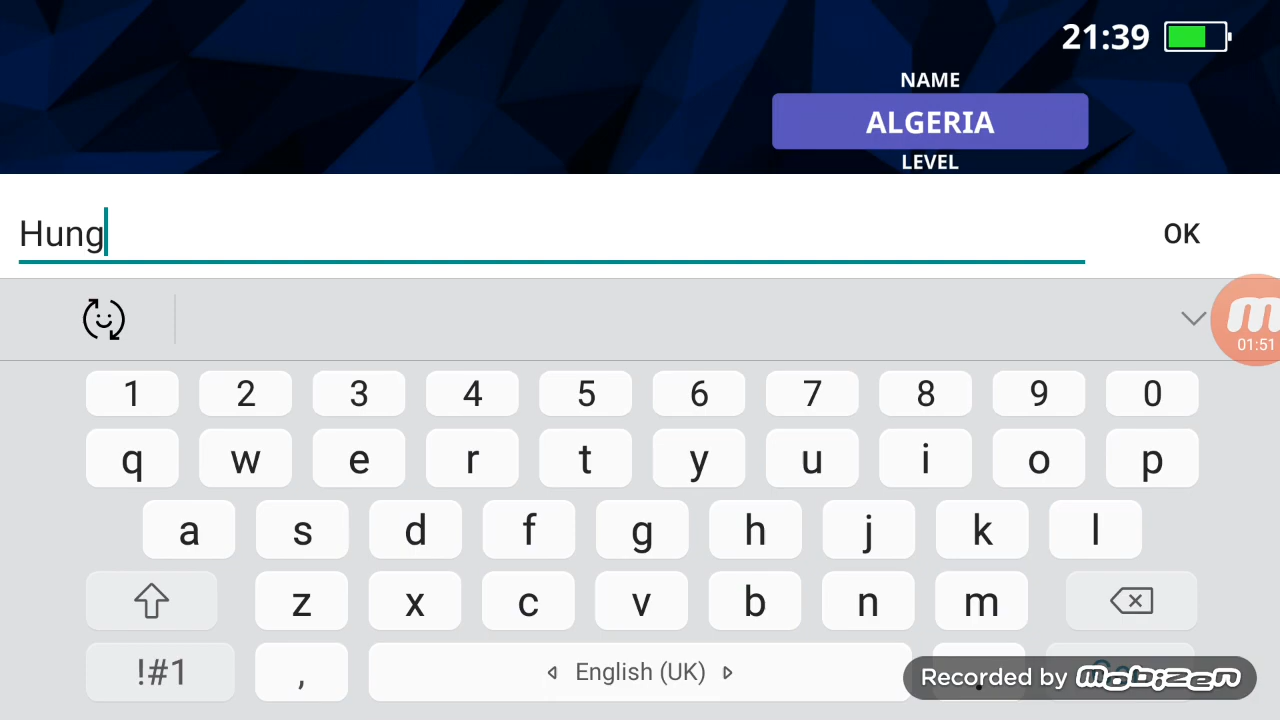 21:39
NAME
ALGERIA
LEVEL
Hung
OK
01:51
1 2 3 4 5 6 7 8 9 0
q w e r t y u i o p
a s d f g h j k l
z x c v b n m
!#1 , English (UK) .
Recorded by mobizen